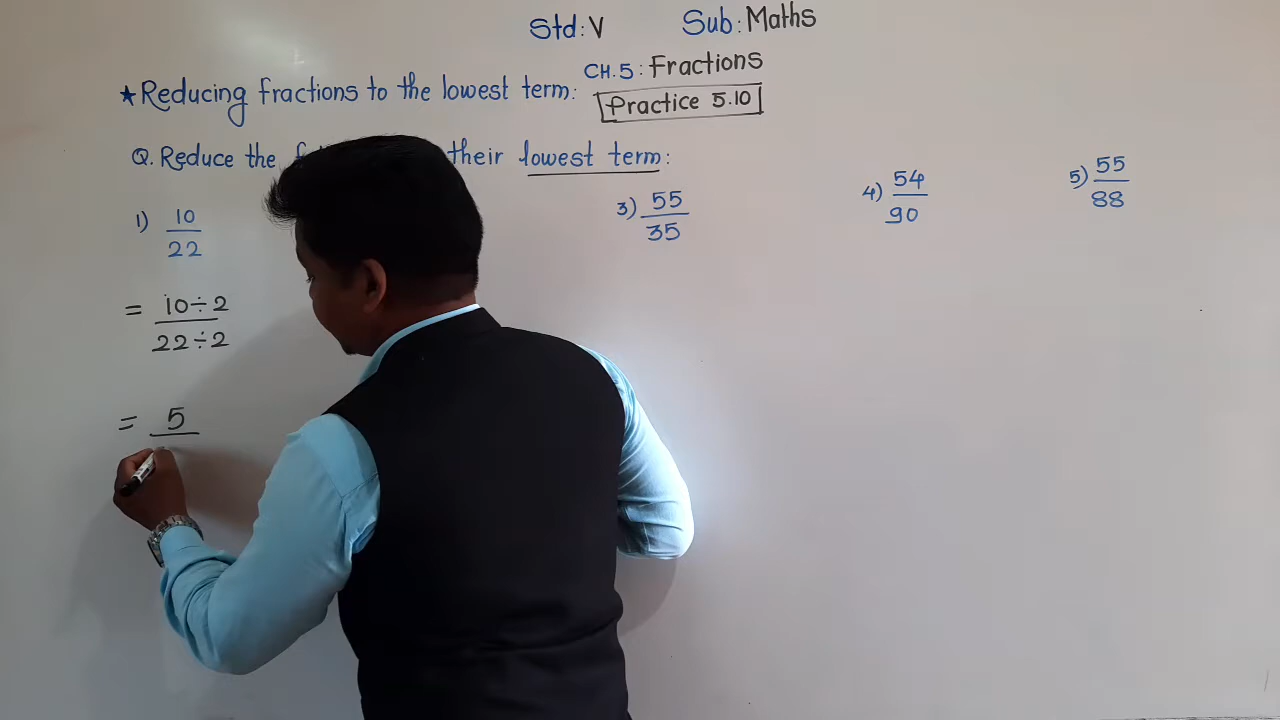 Std: V Sub: Maths
CH.5: Fractions
★Reducing fractions to the lowest term: Practice 5.10
Q. Reduce the their lowest term:
1) 10/22
3) 55/35
4) 54/90
5) 55/88
= 10÷2
22÷2
= 5